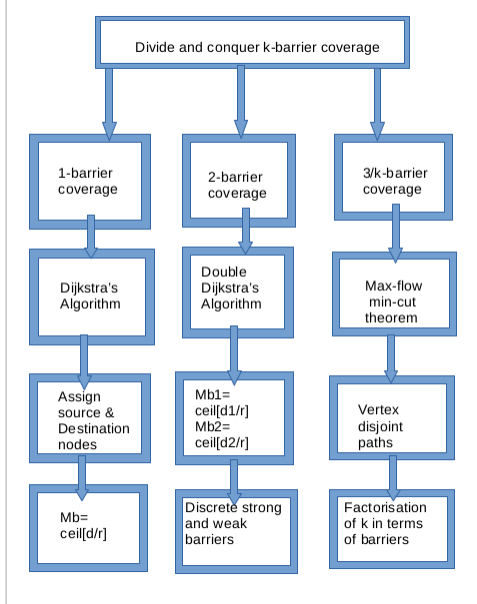 Divide and conquer k-barrier coverage
1-barrier
coverage
2-barrier
coverage
3/k-barrier
coverage
Dijkstra's
Algorithm
Double
Dijkstra's
Algorithm
Max-flow
min-cut
theorem
Assign
source &
Destination
nodes
Mb1=
ceil[d1/r]
Mb2=
ceil[d2/r]
Vertex
disjoint
paths
Mb=
ceil[d/r]
Discrete strong
and weak
barriers
Factorisation
of k in terms
of barriers